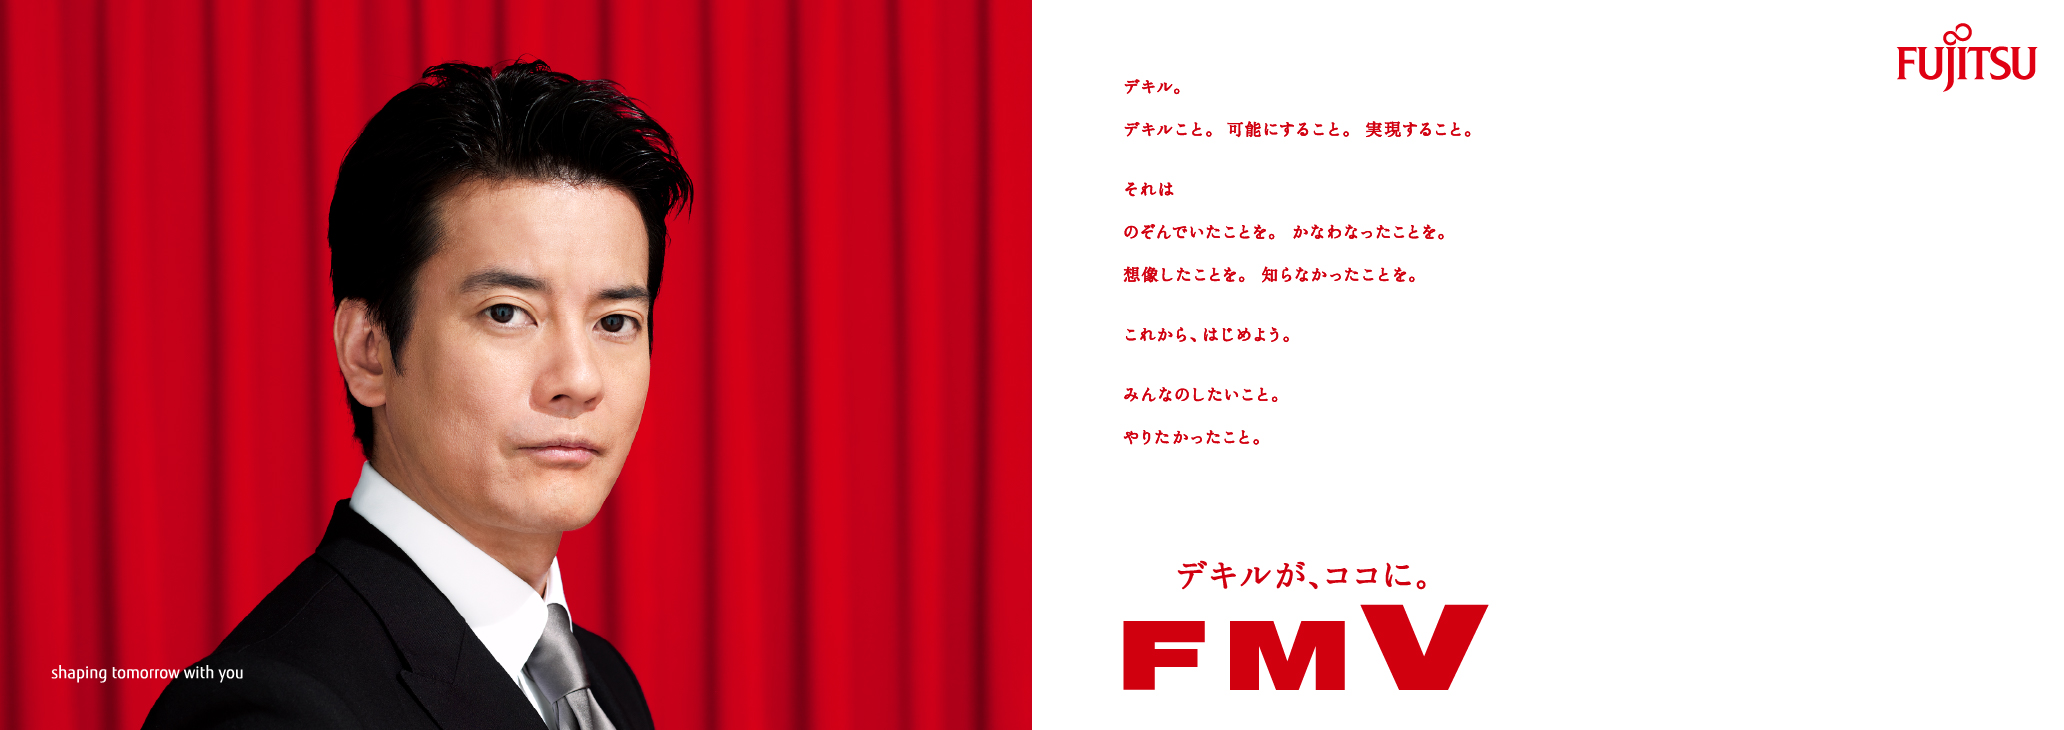 shaping tomorrow with you
FUJITSU
デキル。
デキルこと。 可能にすること。 実現すること。
それは
のぞんでいたことを。 かなわなったことを。
想像したことを。 知らなかったことを。
これから、はじめよう。
みんなのしたいこと。
やりたかったこと。
デキルが、ココに。
FMV